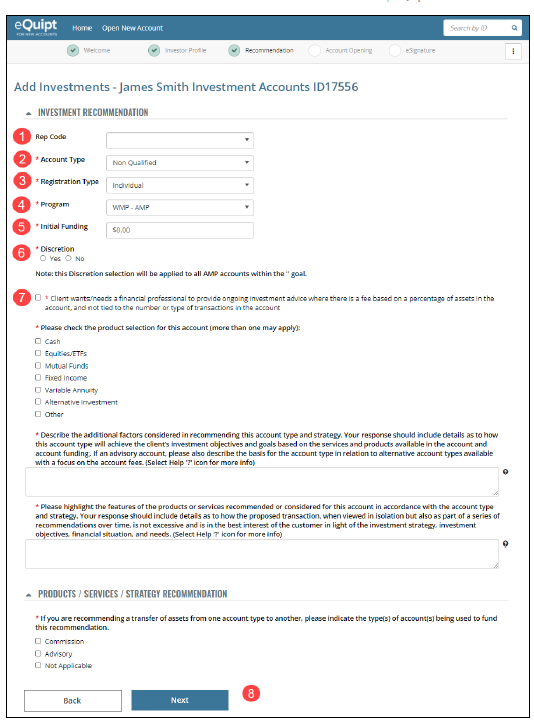 eQuipt
Home Open New Account
Search by ID
Welcome Investor Profile Recommendation Account Opening eSignature
Add Investments - James Smith Investment Accounts ID17556
INVESTMENT RECOMMENDATION
1 Rep Code
2 * Account Type Non Qualified
3 * Registration Type Individual
4 * Program WMP - AMP
5 * Initial Funding $0.00
6 * Discretion
Yes No
Note: this Discretion selection will be applied to all AMP accounts within the '' goal.
7 * Client wants/needs a financial professional to provide ongoing investment advice where there is a fee based on a percentage of assets in the
account, and not tied to the number or type of transactions in the account
* Please check the product selection for this account (more than one may apply):
Cash
Equities/ETFs
Mutual Funds
Fixed Income
Variable Annuity
Alternative Investment
Other
* Describe the additional factors considered in recommending this account type and strategy. Your response should include details as to how
this account type will achieve the client's investment objectives and goals based on the services and products available in the account and
account funding. If an advisory account, please also describe the basis for the account type in relation to alternative account types available
with a focus on the account fees. (Select Help '?' icon for more info)
* Please highlight the features of the products or services recommended or considered for this account in accordance with the account type
and strategy. Your response should include details as to how the proposed transaction, when viewed in isolation but also as part of a series of
recommendations over time, is not excessive and is in the best interest of the customer in light of the investment strategy, investment
objectives, financial situation, and needs. (Select Help '?' icon for more info)
PRODUCTS / SERVICES / STRATEGY RECOMMENDATION
* If you are recommending a transfer of assets from one account type to another, please indicate the type(s) of account(s) being used to fund
this recommendation.
Commission
Advisory
Not Applicable
Back Next 8